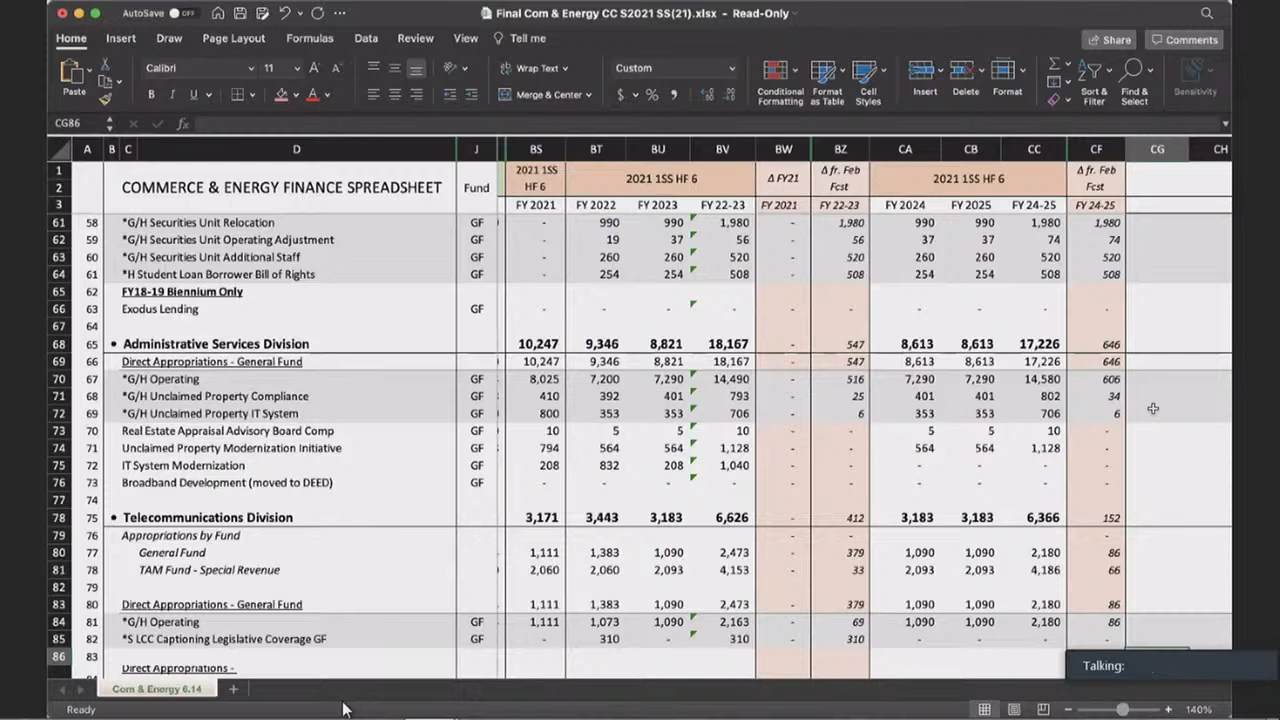 AutoSave OFF Final Com & Energy CC S2021 SS(21).xlsx - Read-Only
Home Insert Draw Page Layout Formulas Data Review View Tell me Share Comments
Paste Calibri 11 Wrap Text Merge & Center Custom Conditional Formatting Format as Table Cell Styles Insert Delete Format Sort & Filter Find & Select Sensitivity
CG86 fx
A B C D J BS BT BU BV BW BZ CA CB CC CF CG CH
1 2021 1SS HF 6 2021 1SS HF 6 Δ FY21 Δ fr. Feb Fcst 2021 1SS HF 6 Δ fr. Feb Fcst
2 COMMERCE & ENERGY FINANCE SPREADSHEET Fund
3 FY 2021 FY 2022 FY 2023 FY 22-23 FY 2021 FY 22-23 FY 2024 FY 2025 FY 24-25 FY 24-25
61 58 *G/H Securities Unit Relocation GF - 990 990 1,980 - 1,980 990 990 1,980 1,980
62 59 *G/H Securities Unit Operating Adjustment GF - 19 37 56 - 56 37 37 74 74
63 60 *G/H Securities Unit Additional Staff GF - 260 260 520 - 520 260 260 520 520
64 61 *H Student Loan Borrower Bill of Rights GF - 254 254 508 - 508 254 254 508 508
65 62 FY18-19 Biennium Only
66 63 Exodus Lending GF - - - - - - - - - -
67 64
68 65 • Administrative Services Division 10,247 9,346 8,821 18,167 - 547 8,613 8,613 17,226 646
69 66 Direct Appropriations - General Fund 10,247 9,346 8,821 18,167 - 547 8,613 8,613 17,226 646
70 67 *G/H Operating GF 8,025 7,200 7,290 14,490 - 516 7,290 7,290 14,580 606
71 68 *G/H Unclaimed Property Compliance GF 410 392 401 793 - 25 401 401 802 34
72 69 *G/H Unclaimed Property IT System GF 800 353 353 706 - 6 353 353 706 6
73 70 Real Estate Appraisal Advisory Board Comp GF 10 5 5 10 - - 5 5 10 -
74 71 Unclaimed Property Modernization Initiative GF 794 564 564 1,128 - - 564 564 1,128 -
75 72 IT System Modernization GF 208 832 208 1,040 - - - - - -
76 73 Broadband Development (moved to DEED) GF - - - - - - - - - -
77 74
78 75 • Telecommunications Division 3,171 3,443 3,183 6,626 - 412 3,183 3,183 6,366 152
79 76 Appropriations by Fund - - -
80 77 General Fund 1,111 1,383 1,090 2,473 - 379 1,090 1,090 2,180 86
81 78 TAM Fund - Special Revenue 2,060 2,060 2,093 4,153 - 33 2,093 2,093 4,186 66
82 79
83 80 Direct Appropriations - General Fund 1,111 1,383 1,090 2,473 - 379 1,090 1,090 2,180 86
84 81 *G/H Operating GF 1,111 1,073 1,090 2,163 - 69 1,090 1,090 2,180 86
85 82 *S LCC Captioning Legislative Coverage GF GF - 310 - 310 - 310 - - - -
86 83
Direct Appropriations -
Talking:
Com & Energy 6.14
Ready 140%